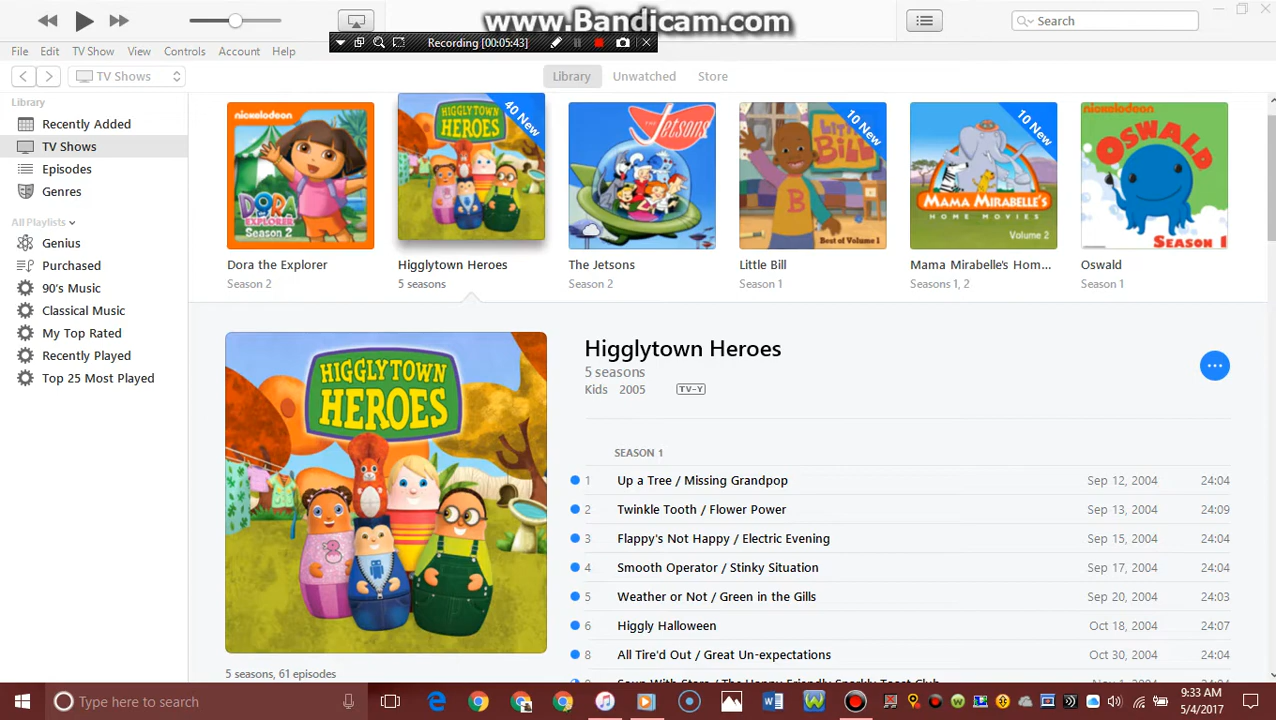 www.Bandicam.com
Search
Recording [00:05:43]
File Edit TV Show View Controls Account Help
TV Shows
Library Unwatched Store
Library
Recently Added
TV Shows
Episodes
Genres
All Playlists
Genius
Purchased
90's Music
Classical Music
My Top Rated
Recently Played
Top 25 Most Played
nickelodeon
DORA the EXPLORER
Season 2
HIGGLYTOWN HEROES
40 New
The Jetsons
Little Bill
B
10 New
Best of Volume 1
10 New
MAMA MIRABELLE'S
HOME MOVIES
Volume 2
nickelodeon
OSWALD
SEASON 1
Dora the Explorer
Season 2
Higglytown Heroes
5 seasons
The Jetsons
Season 2
Little Bill
Season 1
Mama Mirabelle's Hom...
Seasons 1, 2
Oswald
Season 1
HIGGLYTOWN
HEROES
5 seasons, 61 episodes
Higglytown Heroes
5 seasons
Kids 2005 TV-Y
SEASON 1
1 Up a Tree / Missing Grandpop Sep 12, 2004 24:04
2 Twinkle Tooth / Flower Power Sep 13, 2004 24:09
3 Flappy's Not Happy / Electric Evening Sep 15, 2004 24:04
4 Smooth Operator / Stinky Situation Sep 17, 2004 24:04
5 Weather or Not / Green in the Gills Sep 20, 2004 24:03
6 Higgly Halloween Oct 18, 2004 24:07
8 All Tire'd Out / Great Un-expectations Oct 30, 2004 24:04
Type here to search
9:33 AM
5/4/2017